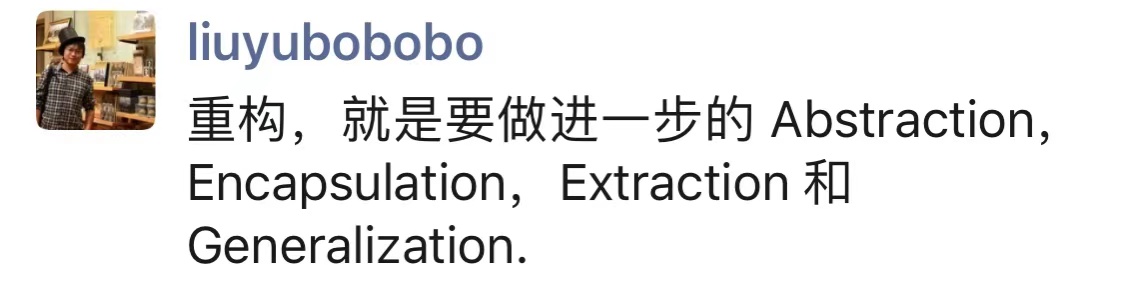 liuyubobobo
重构，就是要做进一步的 Abstraction，
Encapsulation，Extraction 和
Generalization.